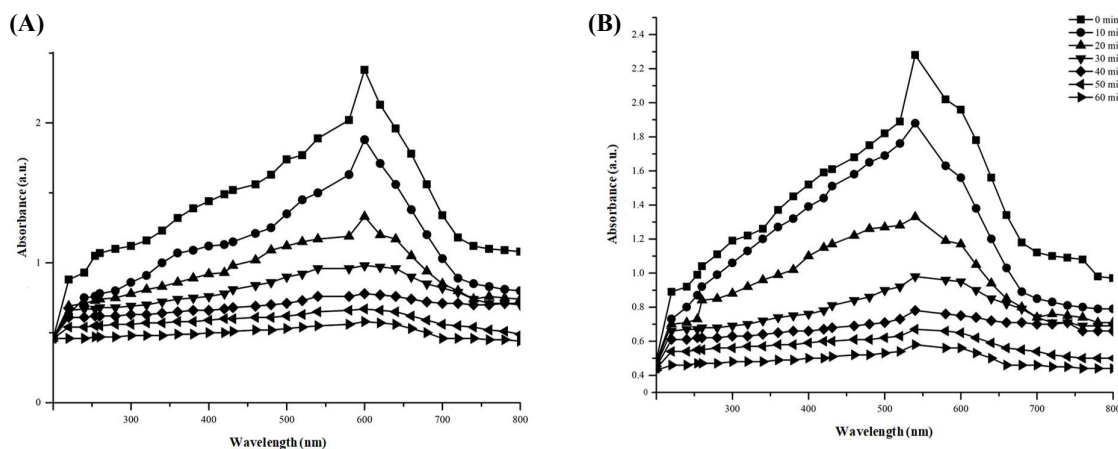 (A)
Absorbance (a.u.)
2
1
0
300
400
500
600
700
800
Wavelength (nm)
(B)
Absorbance (a.u.)
2.4
2.2
2.0
1.8
1.6
1.4
1.2
1.0
0.8
0.6
0.4
0.2
300
400
500
600
700
800
Wavelength (nm)
0 min
10 mi
20 mi
30 mi
40 mi
50 mi
60 mi